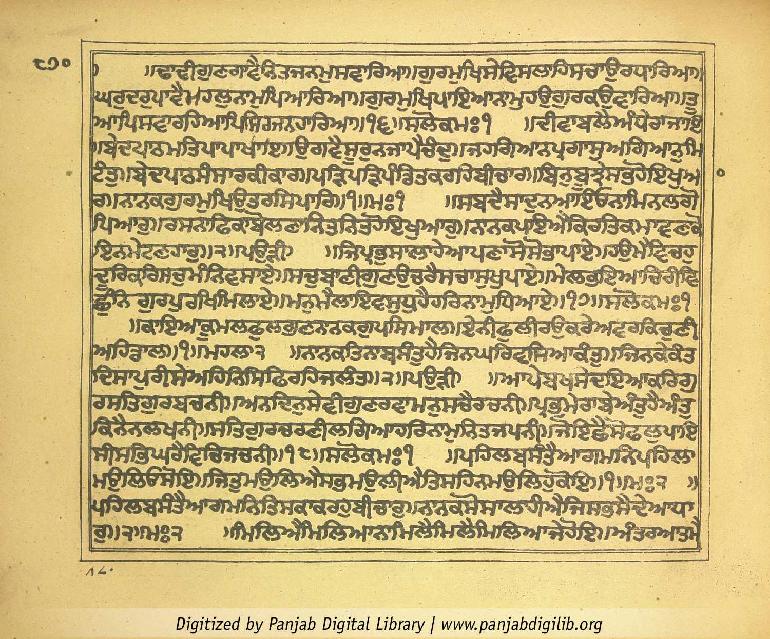 ੮੭੦
॥ਢਾਢੀਗੁਣਗਾਵੈਨਿਤਜਨਮੁਸਵਾਰਿਆ॥ਗੁਰਮੁਖਿਸੇਵਿਸਲਾਹਿਸਚਾਉਰਧਾਰਿਆ॥
ਘਰੁਦਰੁਪਾਵੈਮਹਲੁਨਾਮੁਪਿਆਰਿਆ॥ਗੁਰਮੁਖਿਪਾਇਆਨਾਮੁਹਉਗੁਰਕਉਵਾਰਿਆ॥ਤੂ
ਆਪਿਸਵਾਰਹਿਆਪਿਸਿਰਜਨਹਾਰਿਆ॥੧੬॥ਸਲੋਕਮਃ੧ ॥ਦੀਵਾਬਲੈਅੰਧੇਰਾਜਾਇ
॥ਬੇਦਪਾਠਮਤਿਪਾਪਾਖਾਇ॥ਉਗਵੈਸੂਰੁਨਜਾਪੈਚੰਦੁ॥ਜਹਗਿਆਨਪ੍ਰਗਾਸੁਅਗਿਆਨੁਮਿ
ਟੰਤੁ॥ਬੇਦਪਾਠਸੰਸਾਰਕੀਕਾਰ॥ਪੜ੍ਹਿਪੜ੍ਹਿਪੰਡਿਤਕਰਹਿਬੀਚਾਰ॥ਬਿਨੁਬੂਝੇਸਭਹੋਇਖੁਆ
ਰ॥ਨਾਨਕਗੁਰਮੁਖਿਉਤਰਸਿਪਾਰਿ॥੧॥ਮਃ੧ ॥ਸਬਦੈਸਾਦੁਨਆਇਓਨਾਮਿਨਲਗੋ
ਪਿਆਰੁ॥ਰਸਨਾਫਿਕਾਬੋਲਣਾਨਿਤਨਿਤਹੋਇਖੁਆਰੁ॥ਨਾਨਕਪਇਐਕਿਰਤਿਕਮਾਵਣਾਕੋ
ਇਨਮੇਟਣਹਾਰੁ॥੨॥ਪਉੜੀ ॥ਜਿਪ੍ਰਭੁਸਾਲਾਹੇਆਪਣਾਸੋਸੋਭਾਪਾਏ॥ਹਉਮੈਵਿਚਹੁ
ਦੂਰਿਕਰਿਸਚੁਮੰਨਿਵਸਾਏ॥ਸਚੁਬਾਣੀਗੁਣਉਚਰੈਸਚਾਸੁਖੁਪਾਏ॥ਮੇਲੁਭਇਆਚਿਰੀਵਿ
ਛੁੰਨਿ ਗੁਰਪੁਰਖਿਮਿਲਾਏ॥ਮਨੁਮੈਲਾਇਵਸੁਧੁਹੈਹਰਿਨਾਮੁਧਿਆਏ॥੧੭॥ਸਲੋਕਮਃ੧
॥ਕਾਇਆਕੂਮਲਫੁਲਗੁਣਨਾਨਕਗੁਪਸਿਮਾਲ॥ਏਨੀਫੁਲੀਰਉਕਰੇਅਵਰਕਿਚੁਣੀ
ਅਹਿਡਾਲ॥੧॥ਮਹਲਾ੨ ॥ਨਾਨਕਤਿਨਾਬਸੰਤੁਹੈਜਿਨਘਰਿਵਸਿਆਕੰਤੁ॥ਜਿਨਕੇਕੰਤ
ਦਿਸਾਪੁਰੀਸੇਅਹਿਨਿਸਿਫਿਰਹਿਜਲੰਤ॥੨॥ਪਉੜੀ ॥ਆਪੇਬਖਸੇਦਇਆਕਰਿਗੁ
ਰਸਤਿਗੁਰਬਚਨੀ॥ਅਨਦਿਨੁਸੇਵੀਗੁਣਰਵਾਮਨੁਸਚੈਰਚਨੀ॥ਪ੍ਰਭੁਮੇਰਾਬੇਅੰਤੁਹੈਅੰਤੁ
ਕਿਨੈਨਲਖਨੀ॥ਸਤਿਗੁਰਚਰਣੀਲਗਿਆਹਰਿਨਾਮੁਨਿਤਜਪਨੀ॥ਜੋਇਛੈਸੋਫਲੁਪਾਇ
ਸੀਸਭਿਘਰੈਵਿਚਿਜਚਨੀ॥੧੮॥ਸਲੋਕਮਃ੧ ॥ਪਹਿਲਬਸੰਤੈਆਗਮਨਿਪਹਿਲਾ
ਮਉਲਿਓਸੋਇ॥ਜਿਤੁਮਉਲਿਐਸਭਮਉਲੀਐਤਿਸਹਿਨਮਉਲਿਹੁਕੋਇ॥੧॥ਮਃ੨ ॥
ਪਹਿਲਬਸੰਤੈਆਗਮਨਿਤਿਸਕਾਕਰਹੁਬੀਚਾਰੁ॥ਨਾਨਕਸੋਸਾਲਾਹੀਐਜਿਸਭਸੈਦੇਆਧਾ
ਰੁ॥੨॥ਮਃ੨ ॥ਮਿਲਿਐਮਿਲਿਆਨਾਮਿਲੈਮਿਲੈਮਿਲਿਆਜੇਹੋਇ॥ਅੰਤਰਆਤਮੈ
Digitized by Panjab Digital Library | www.panjabdigilib.org